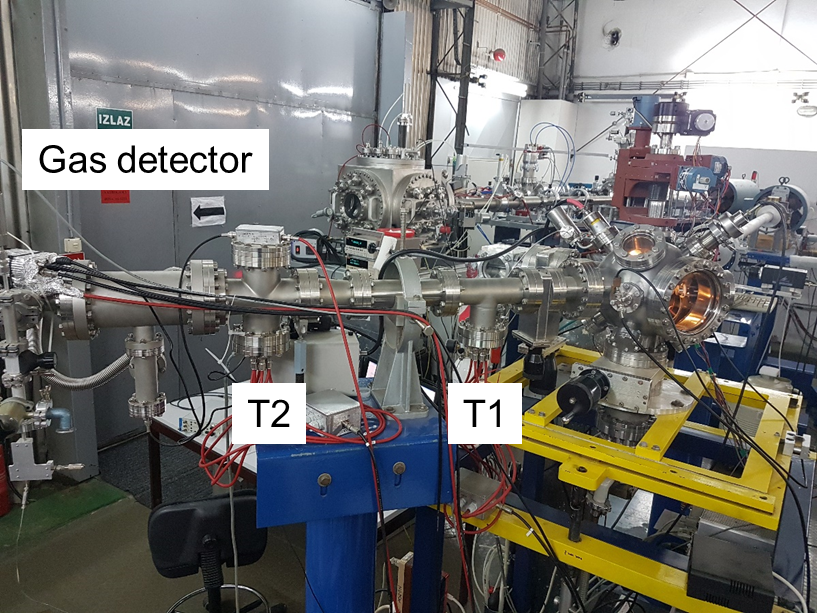 IZLAZ
Gas detector
T2
T1